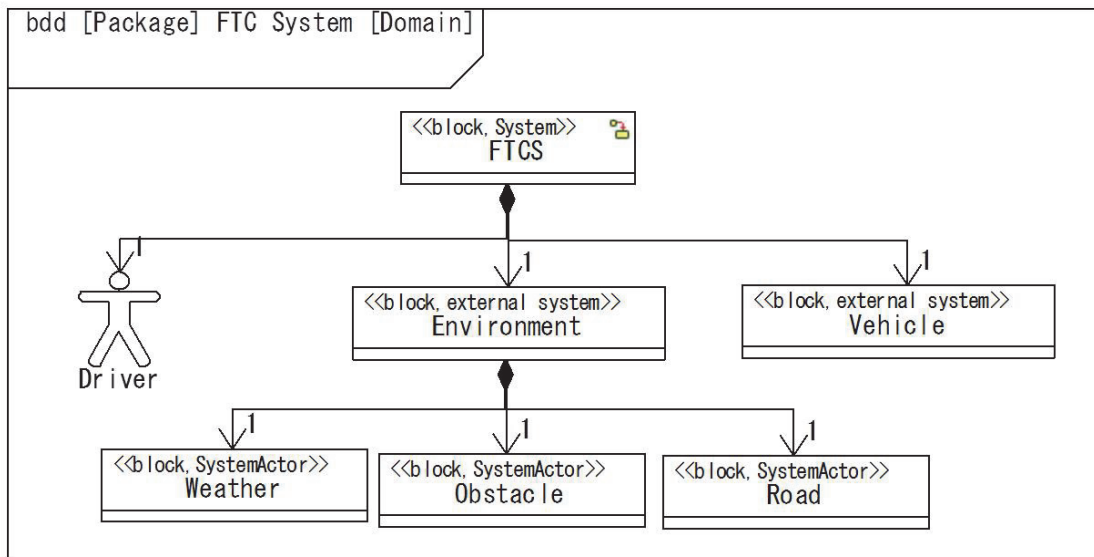 bdd [Package] FTC System [Domain]
<<block, System>>
FTCS
1
1
1
<<block, external system>>
Environment
<<block, external system>>
Vehicle
Driver
1
1
1
<<block, SystemActor>>
Weather
<<block, SystemActor>>
Obstacle
<<block, SystemActor>>
Road